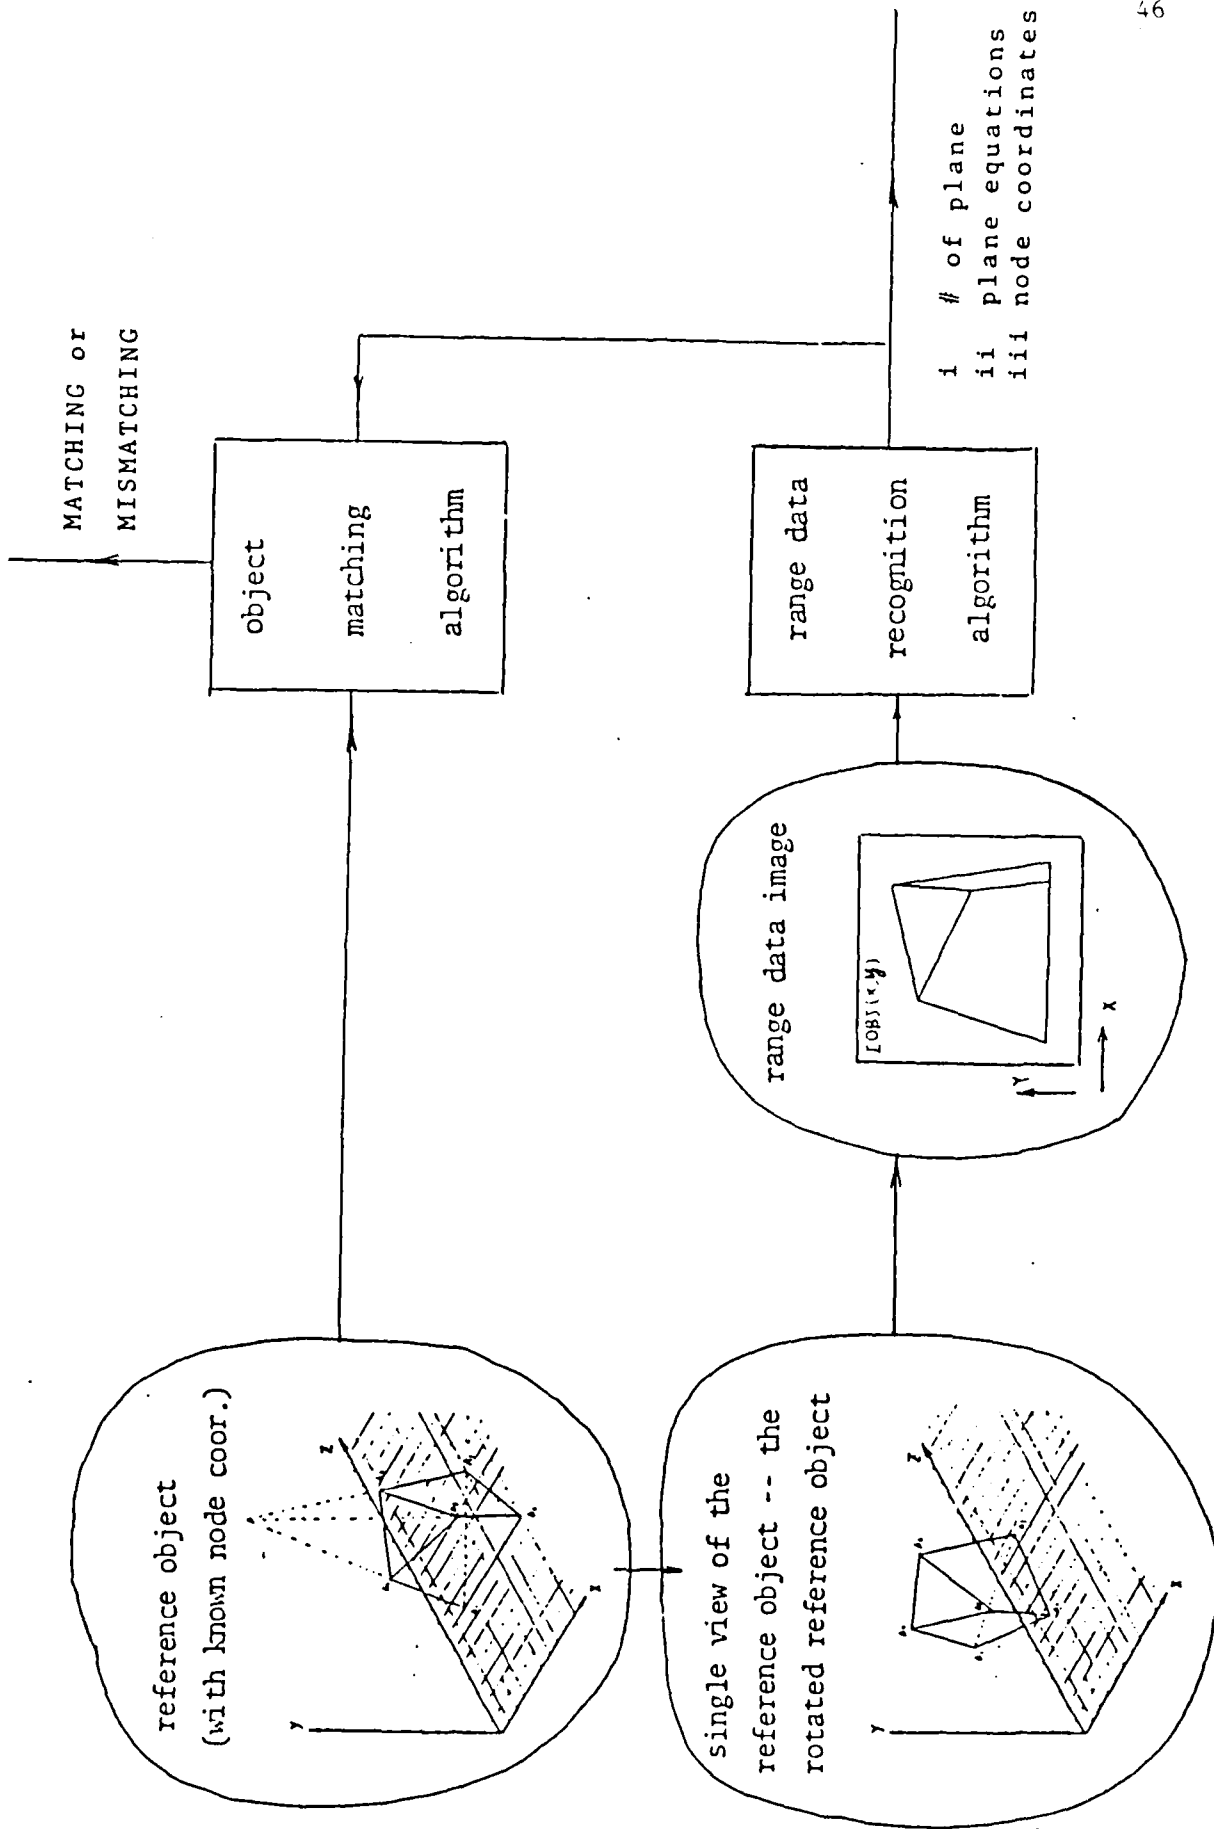 46
MATCHING or
MISMATCHING
object
matching
algorithm
reference object
(with known node coor.)
Y
Z
X
i # of plane
ii plane equations
iii node coordinates
range data
recognition
algorithm
range data image
Y
X
single view of the
reference object -- the
rotated reference object
Y
Z
X